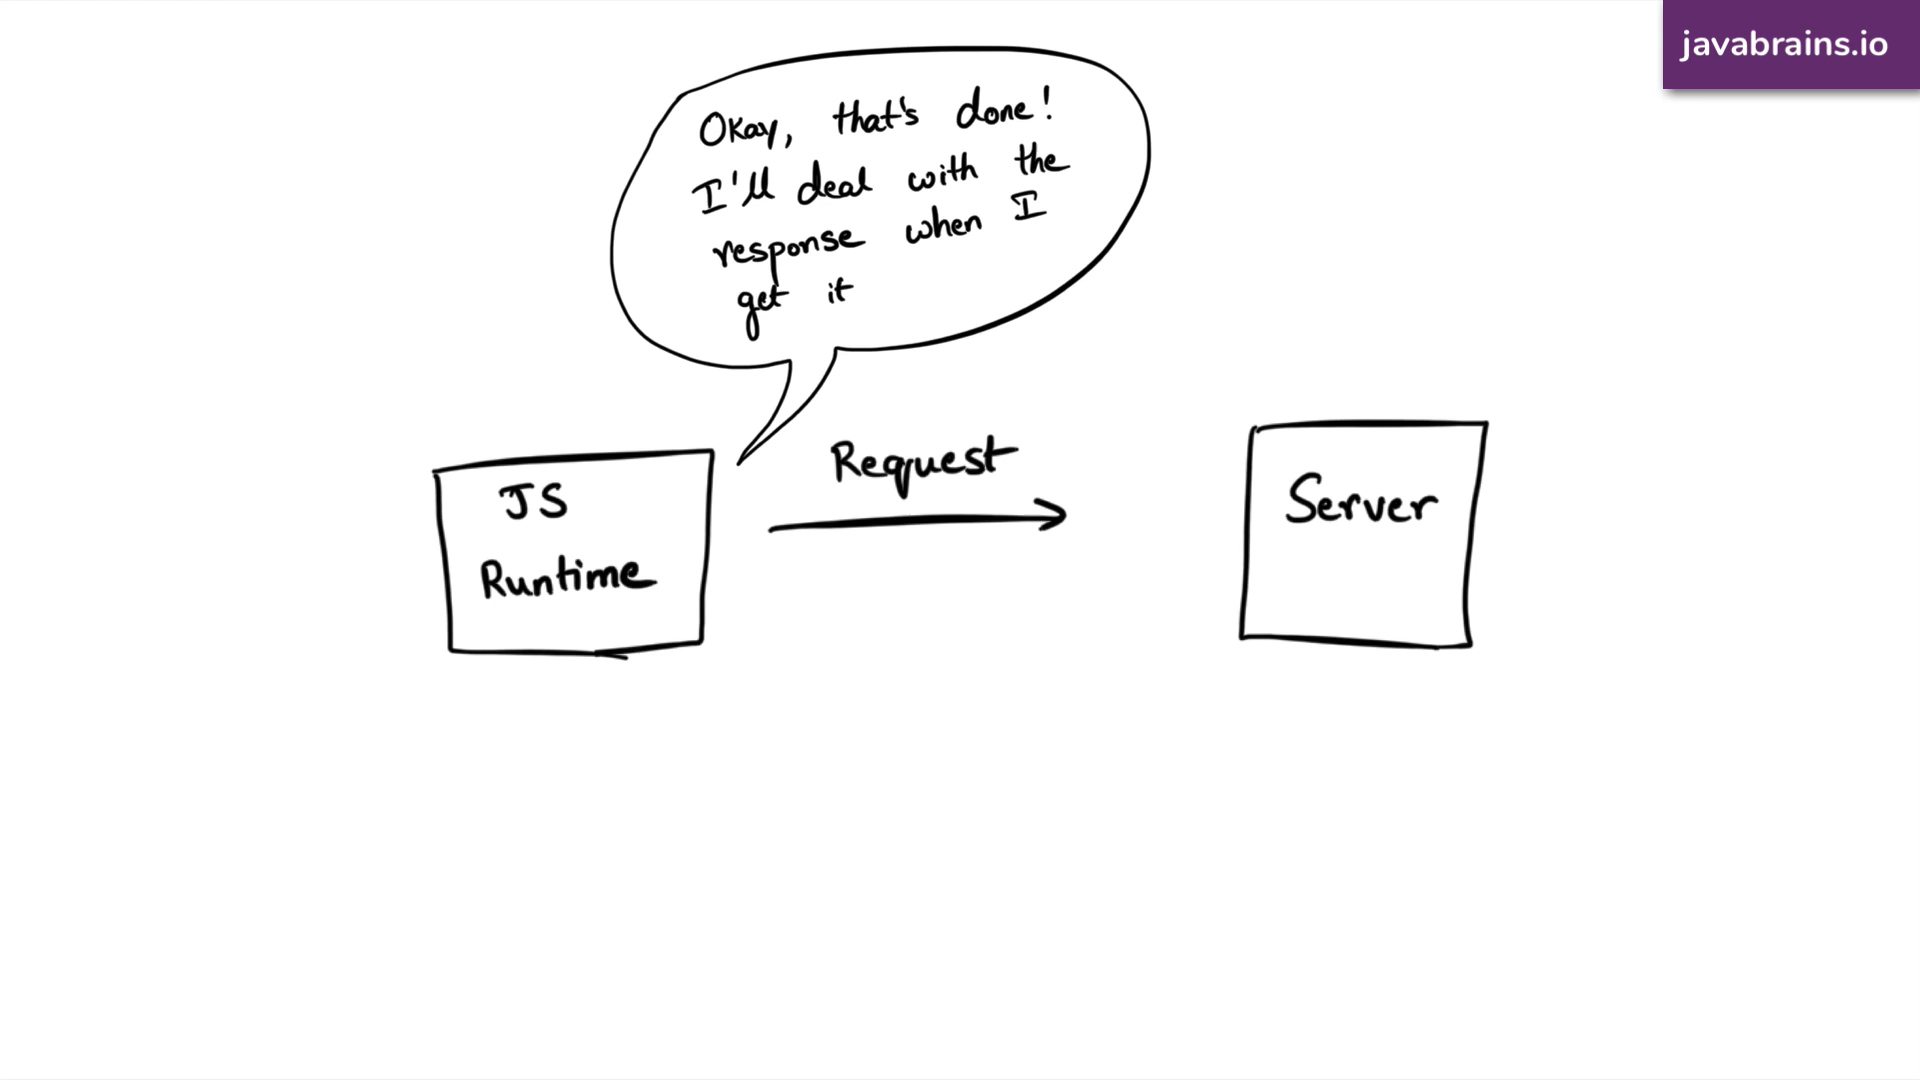 javabrains.io
Okay, that's done!
I'll deal with the
response when I
get it
Request
JS
Runtime
Server